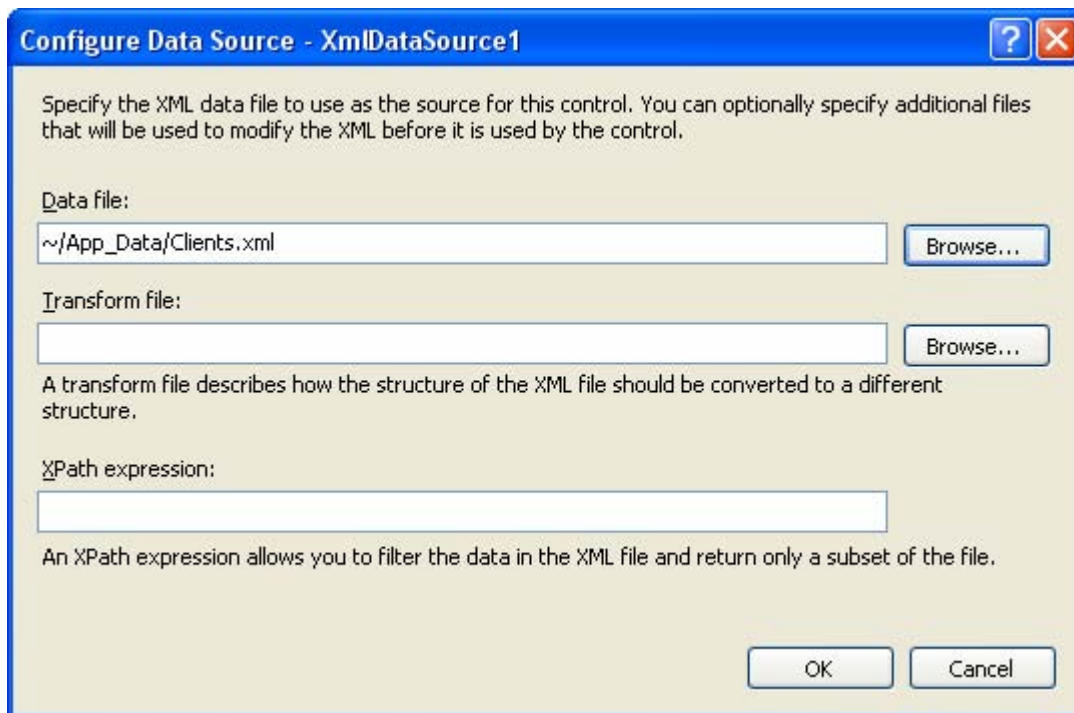 Configure Data Source - XmlDataSource1
Specify the XML data file to use as the source for this control. You can optionally specify additional files
that will be used to modify the XML before it is used by the control.
Data file:
~/App_Data/Clients.xml
Browse...
Transform file:
Browse...
A transform file describes how the structure of the XML file should be converted to a different
structure.
XPath expression:
An XPath expression allows you to filter the data in the XML file and return only a subset of the file.
OK
Cancel